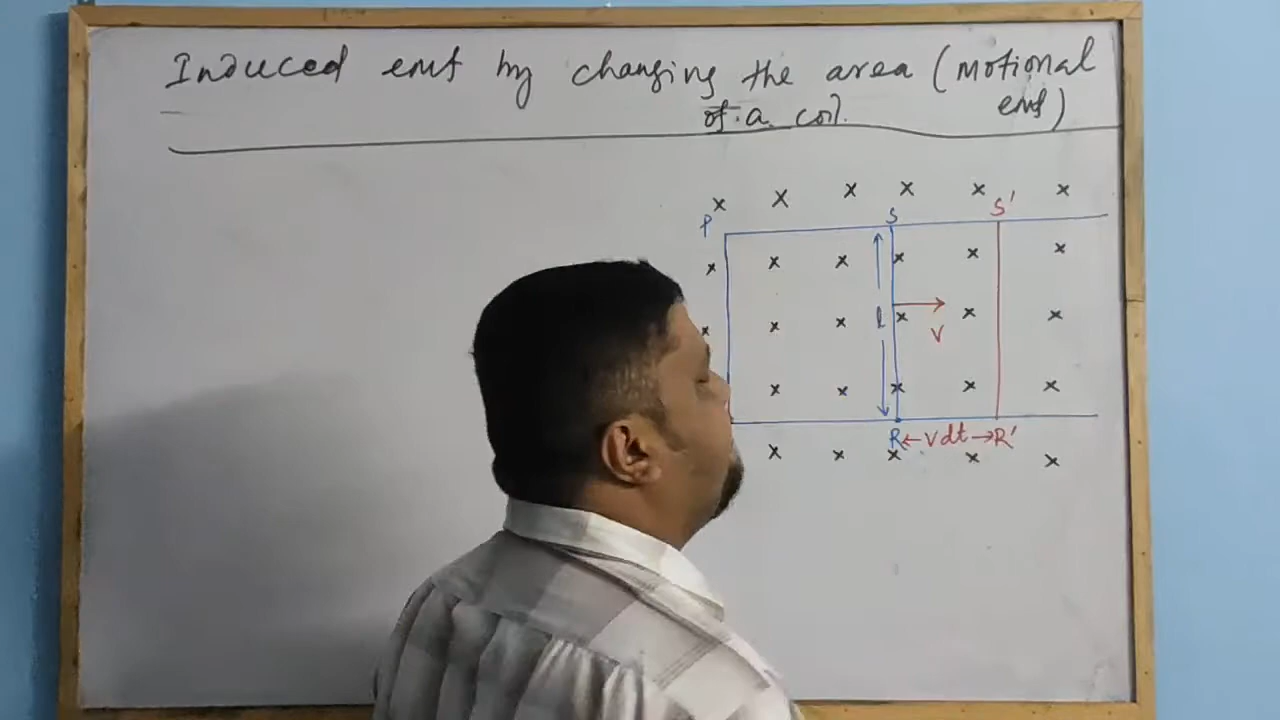 Induced emf by changing the area (motional
of a coil. emf)
P S S'
l
V
R ←vdt→ R'